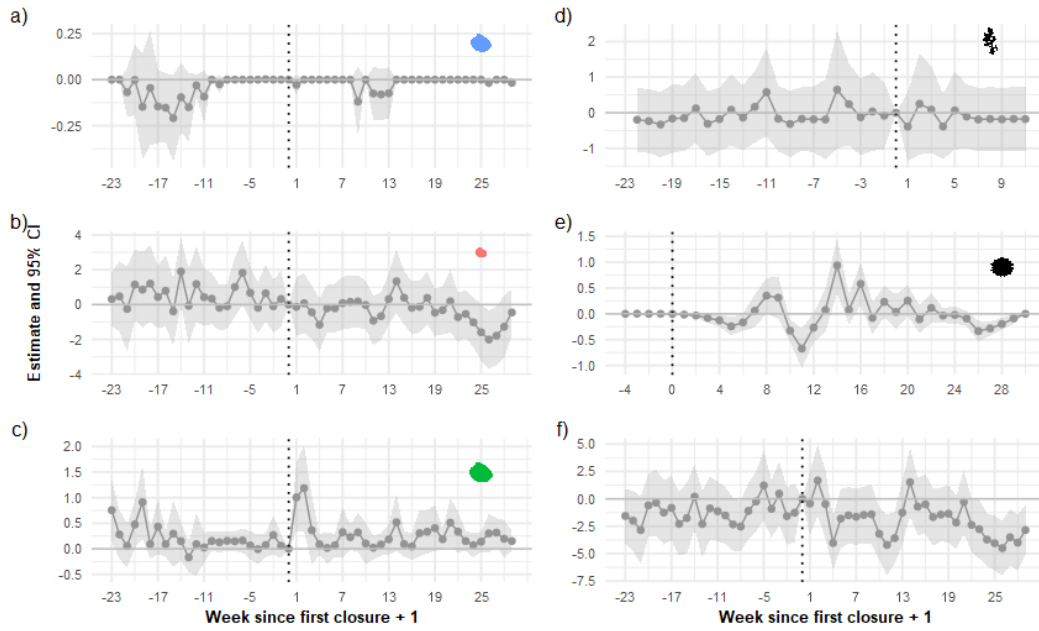 a)
0.25
0.00
-0.25
-23 -17 -11 -5 1 7 13 19 25
b)
4
2
0
-2
-4
-23 -17 -11 -5 1 7 13 19 25
c)
2.0
1.5
1.0
0.5
0.0
-0.5
-23 -17 -11 -5 1 7 13 19 25
Week since first closure + 1
Estimate and 95% CI
d)
2
1
0
-1
-23 -19 -15 -11 -7 -3 1 5 9
e)
1.5
1.0
0.5
0.0
-0.5
-1.0
-4 0 4 8 12 16 20 24 28
f)
5.0
2.5
0.0
-2.5
-5.0
-7.5
-23 -17 -11 -5 1 7 13 19 25
Week since first closure + 1